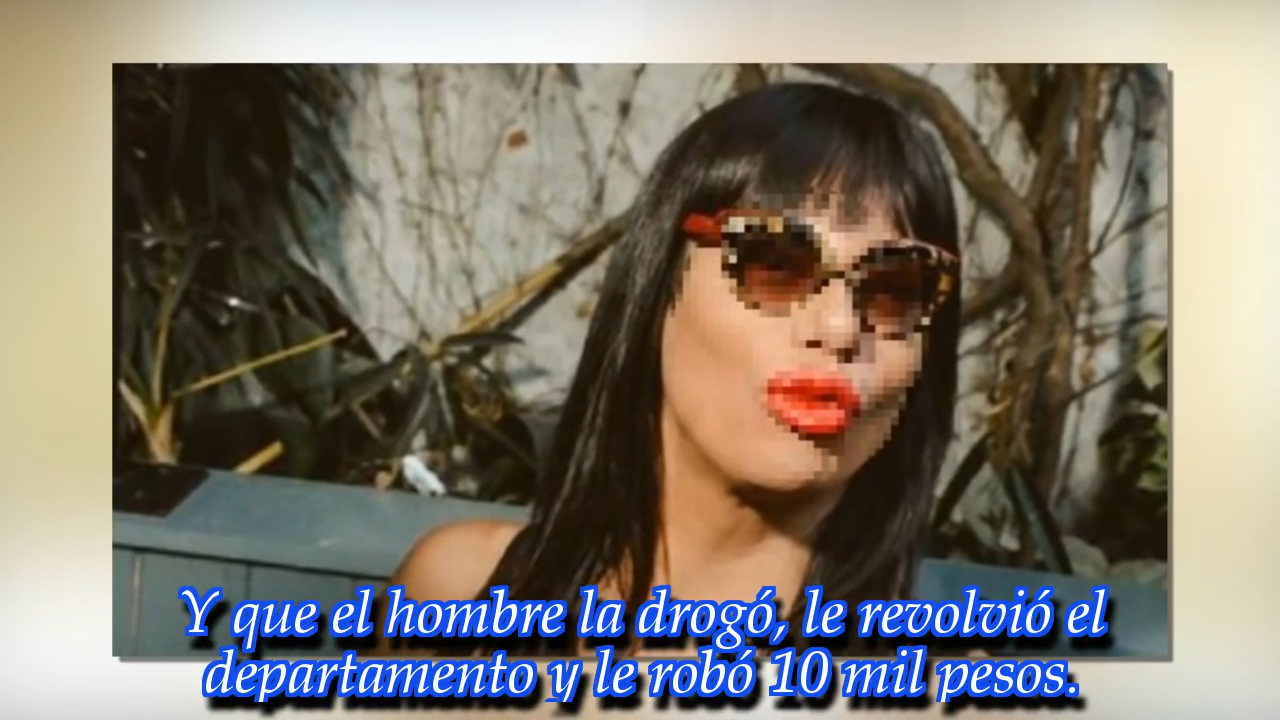 Y que el hombre la drogó, le revolvió el
departamento y le robó 10 mil pesos.